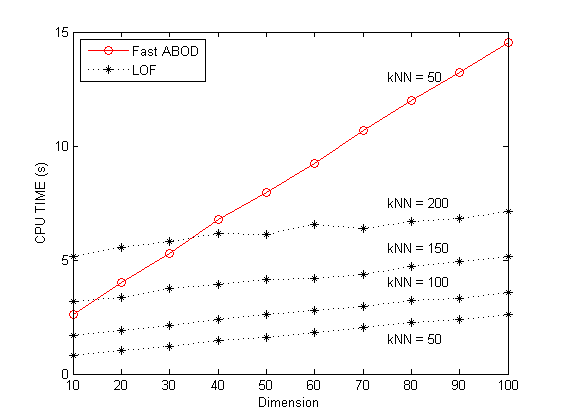 15
Fast ABOD
LOF
kNN = 50
10
CPU TIME (s)
kNN = 200
kNN = 150
5
kNN = 100
kNN = 50
0
10 20 30 40 50 60 70 80 90 100
Dimension